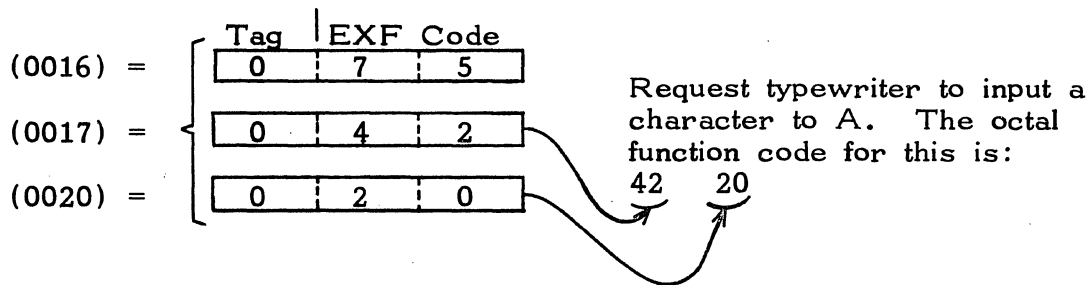 Tag EXF Code
(0016) = 0 7 5
(0017) = 0 4 2
(0020) = 0 2 0
Request typewriter to input a
character to A. The octal
function code for this is:
42 20